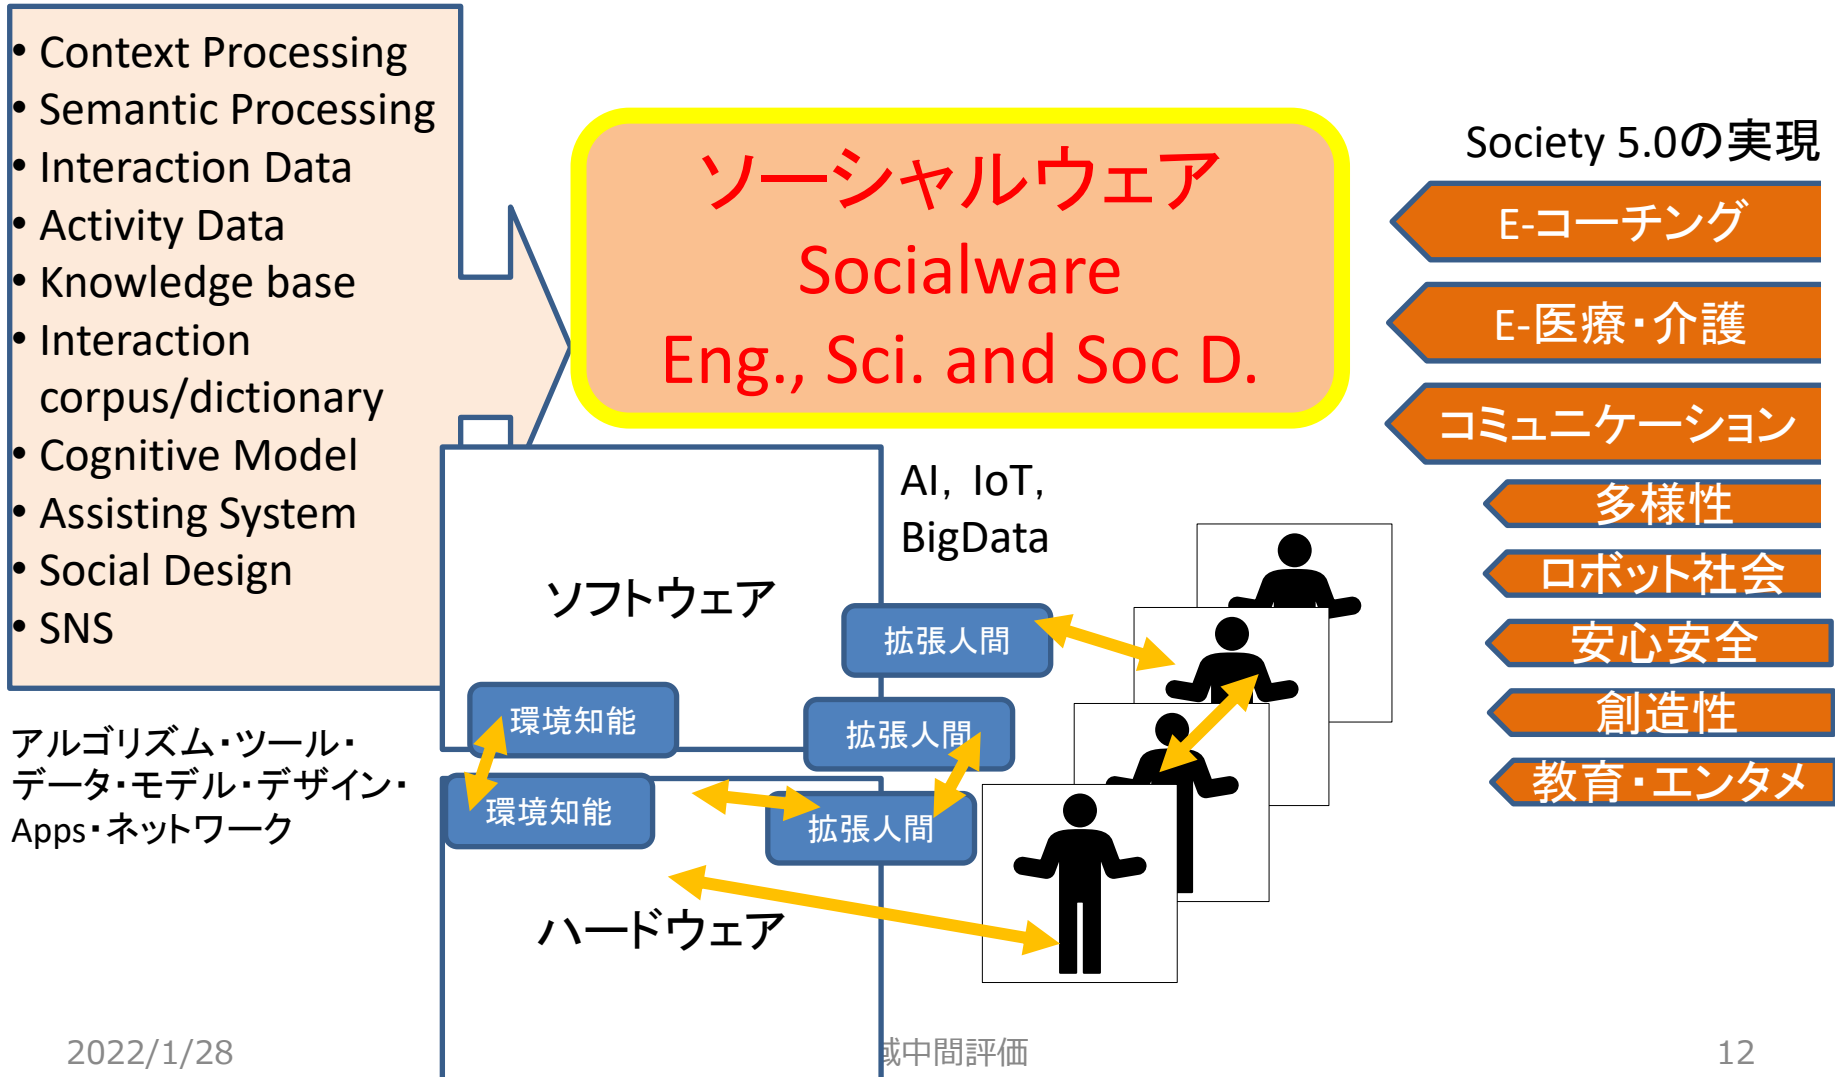 • Context Processing
• Semantic Processing
• Interaction Data
• Activity Data
• Knowledge base
• Interaction
corpus/dictionary
• Cognitive Model
• Assisting System
• Social Design
• SNS
アルゴリズム・ツール・
データ・モデル・デザイン・
Apps・ネットワーク
ソーシャルウェア
Socialware
Eng., Sci. and Soc D.
AI, IoT,
BigData
ソフトウェア
拡張人間
環境知能
拡張人間
環境知能
拡張人間
ハードウェア
Society 5.0の実現
E-コーチング
E-医療・介護
コミュニケーション
多様性
ロボット社会
安心安全
創造性
教育・エンタメ
2022/1/28
域中間評価
12